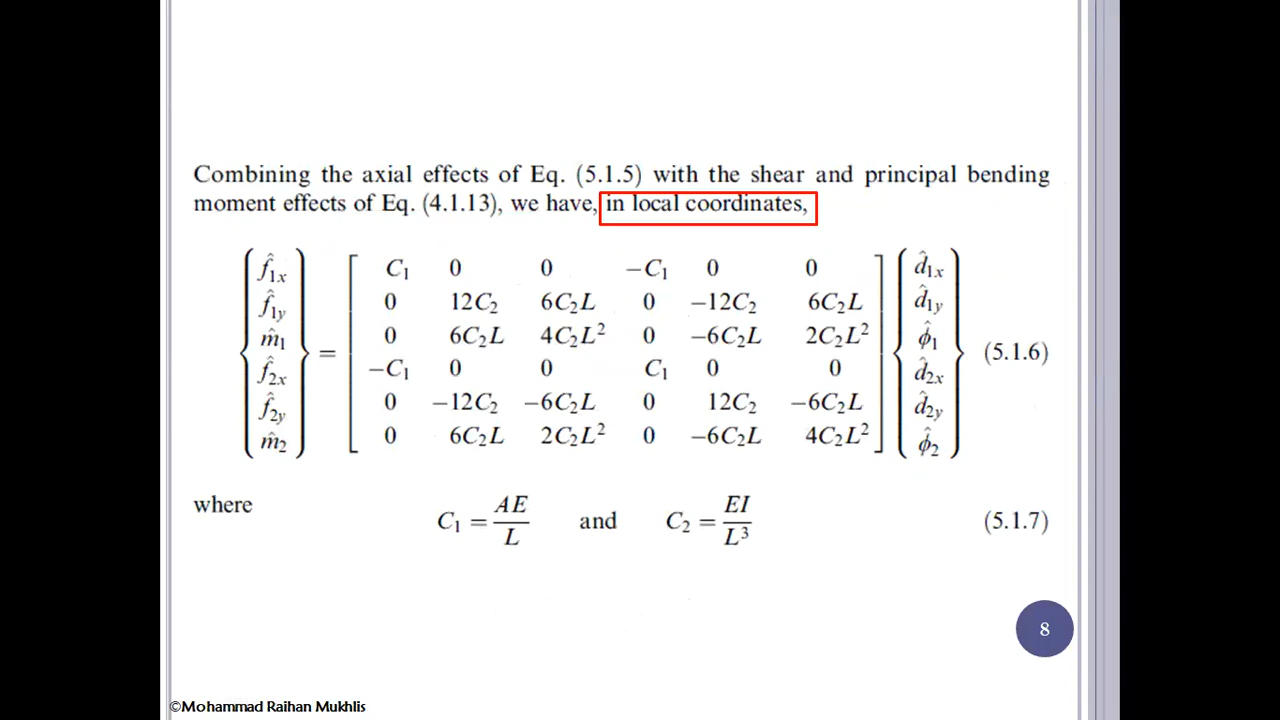 Combining the axial effects of Eq. (5.1.5) with the shear and principal bending
moment effects of Eq. (4.1.13), we have, in local coordinates,
{ f̂1x f̂1y m̂1 f̂2x f̂2y m̂2 } =
[ C₁ 0 0 −C₁ 0 0
0 12C₂ 6C₂L 0 −12C₂ 6C₂L
0 6C₂L 4C₂L² 0 −6C₂L 2C₂L²
−C₁ 0 0 C₁ 0 0
0 −12C₂ −6C₂L 0 12C₂ −6C₂L
0 6C₂L 2C₂L² 0 −6C₂L 4C₂L² ]
{ d̂1x d̂1y ϕ̂1 d̂2x d̂2y ϕ̂2 } (5.1.6)
where C₁ = AE/L and C₂ = EI/L³ (5.1.7)
8
©Mohammad Raihan Mukhlis